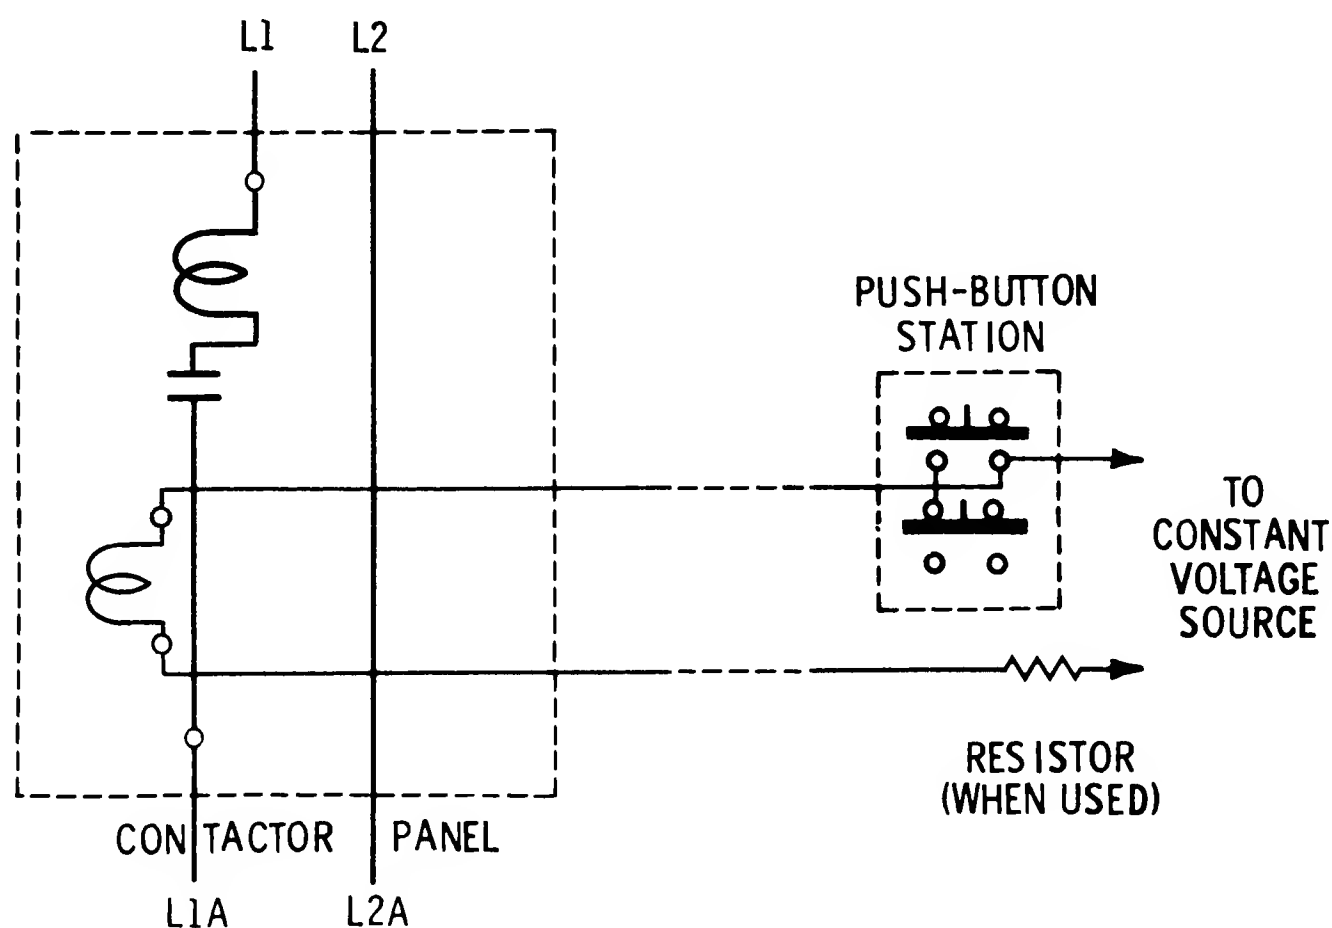 L1 L2
PUSH-BUTTON
STATION
TO
CONSTANT
VOLTAGE
SOURCE
RESISTOR
(WHEN USED)
CONTACTOR PANEL
L1A L2A